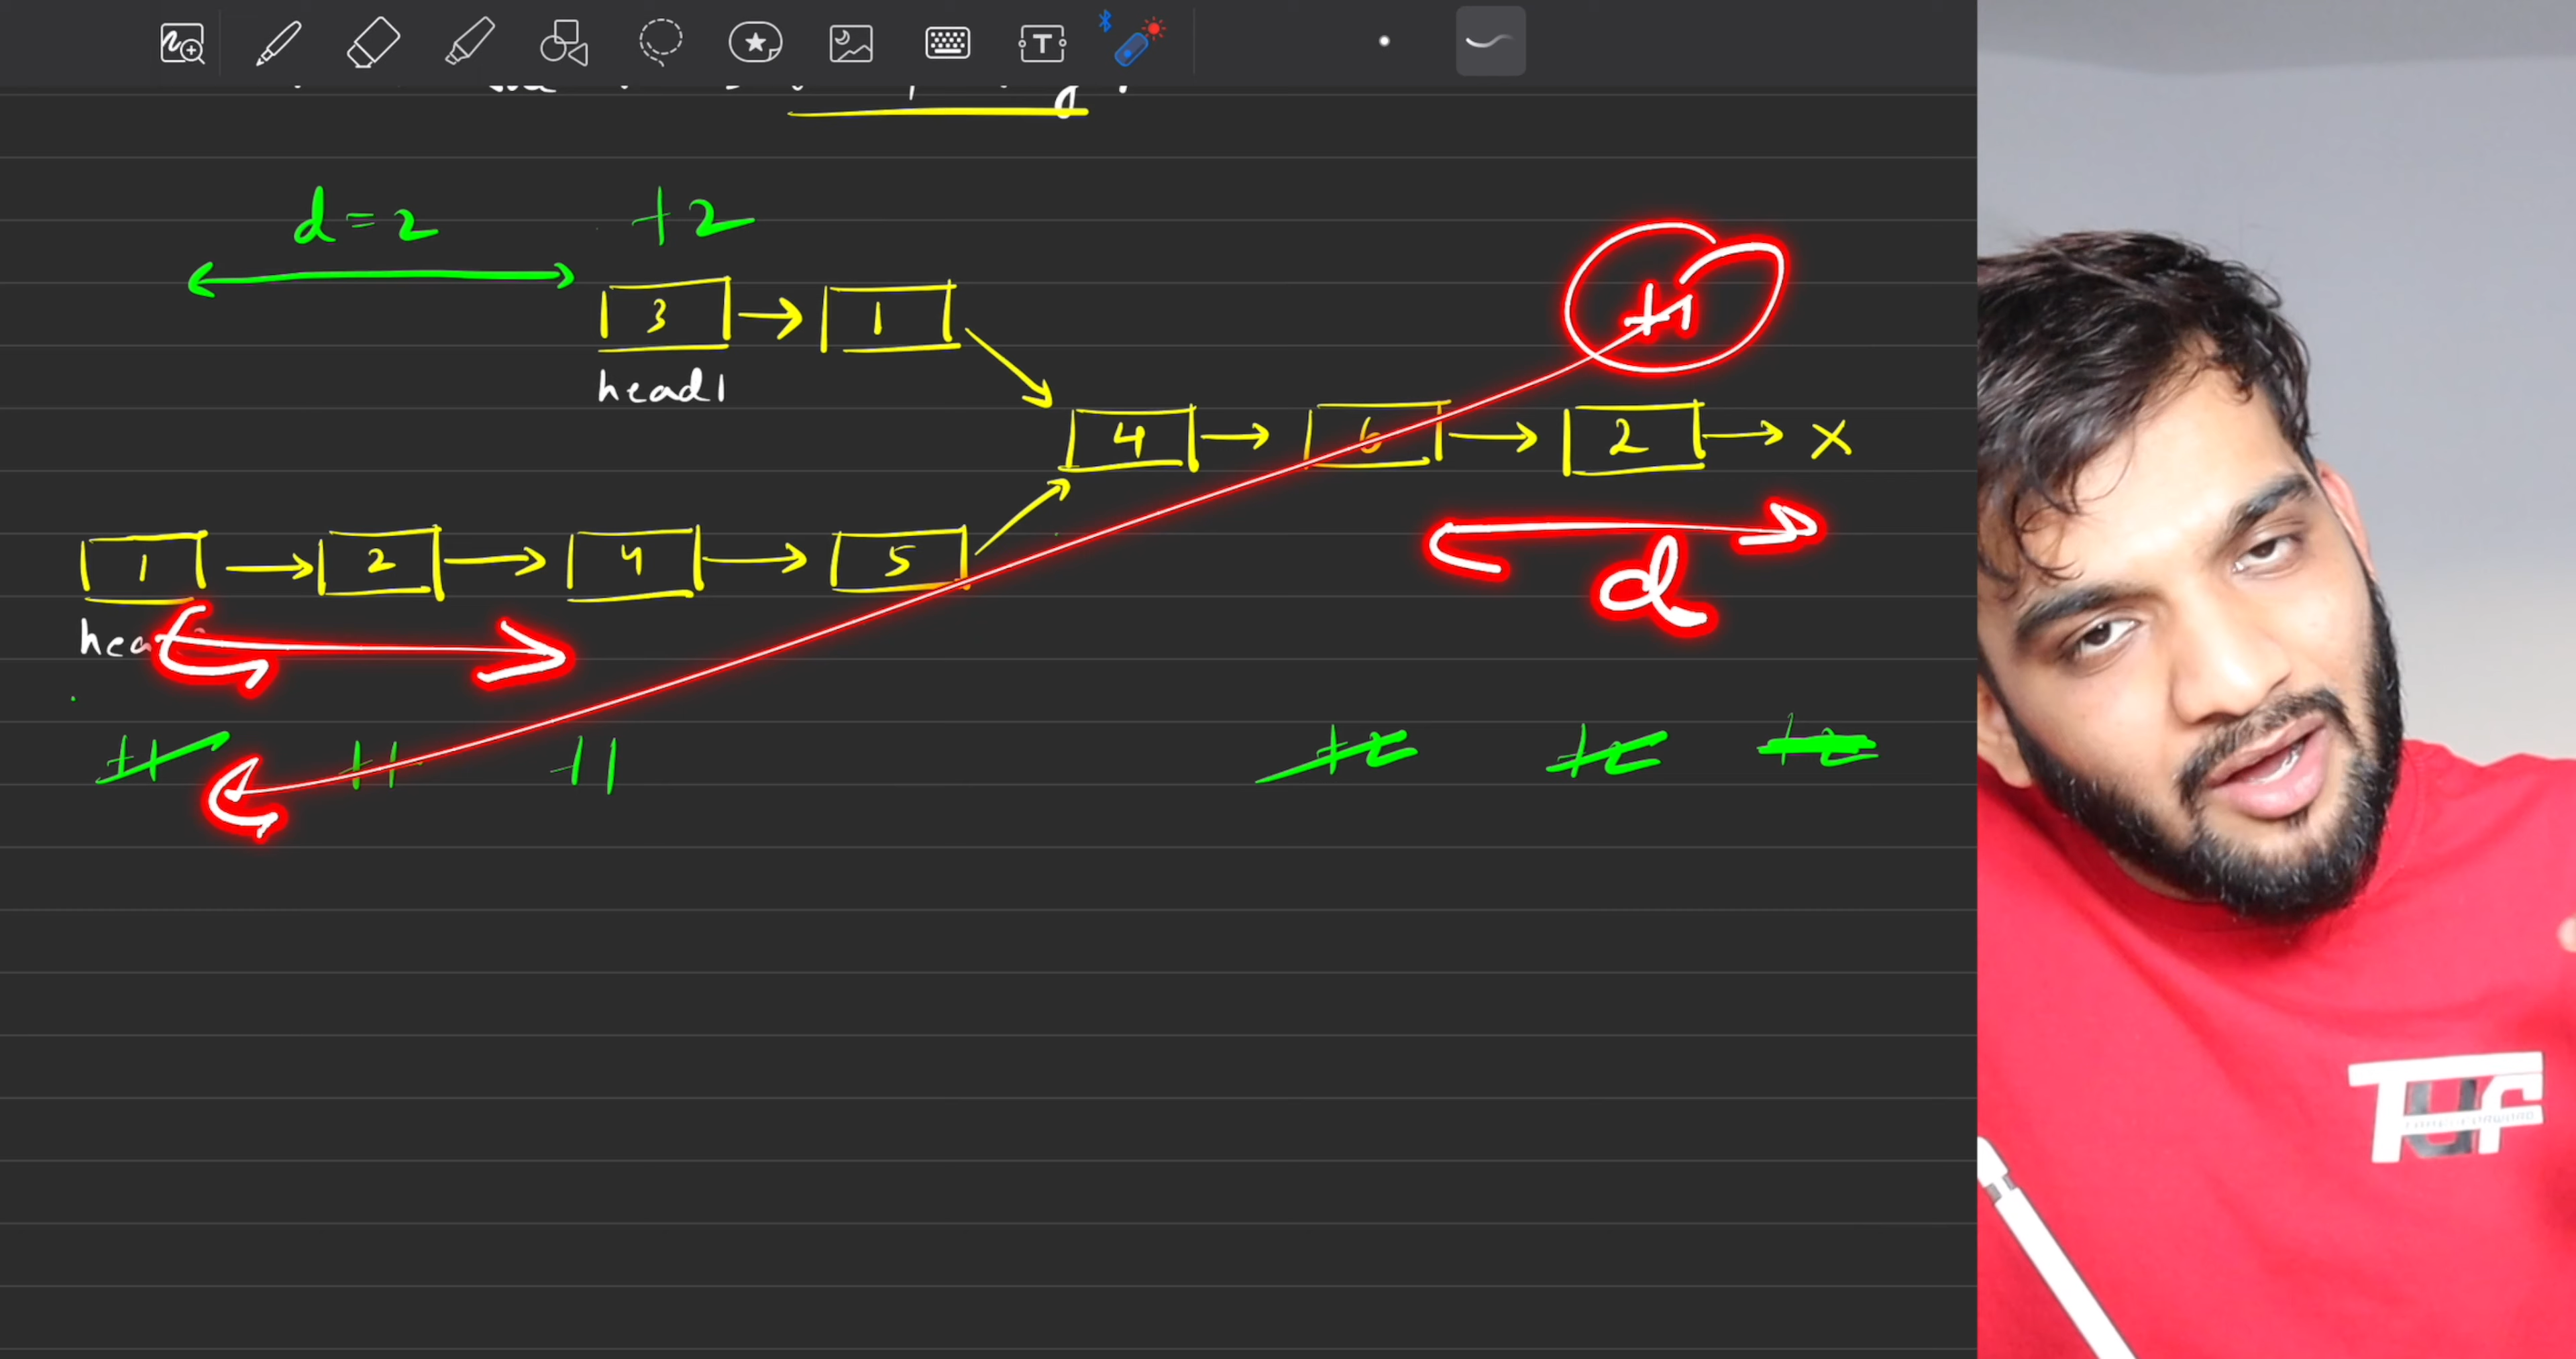 d = 2 +2
+1
3 → 1
head1
4 → 6 → 2 → X
1 → 2 → 4 → 5
d
+1 +1 +1 +2 +2 +2
TUF